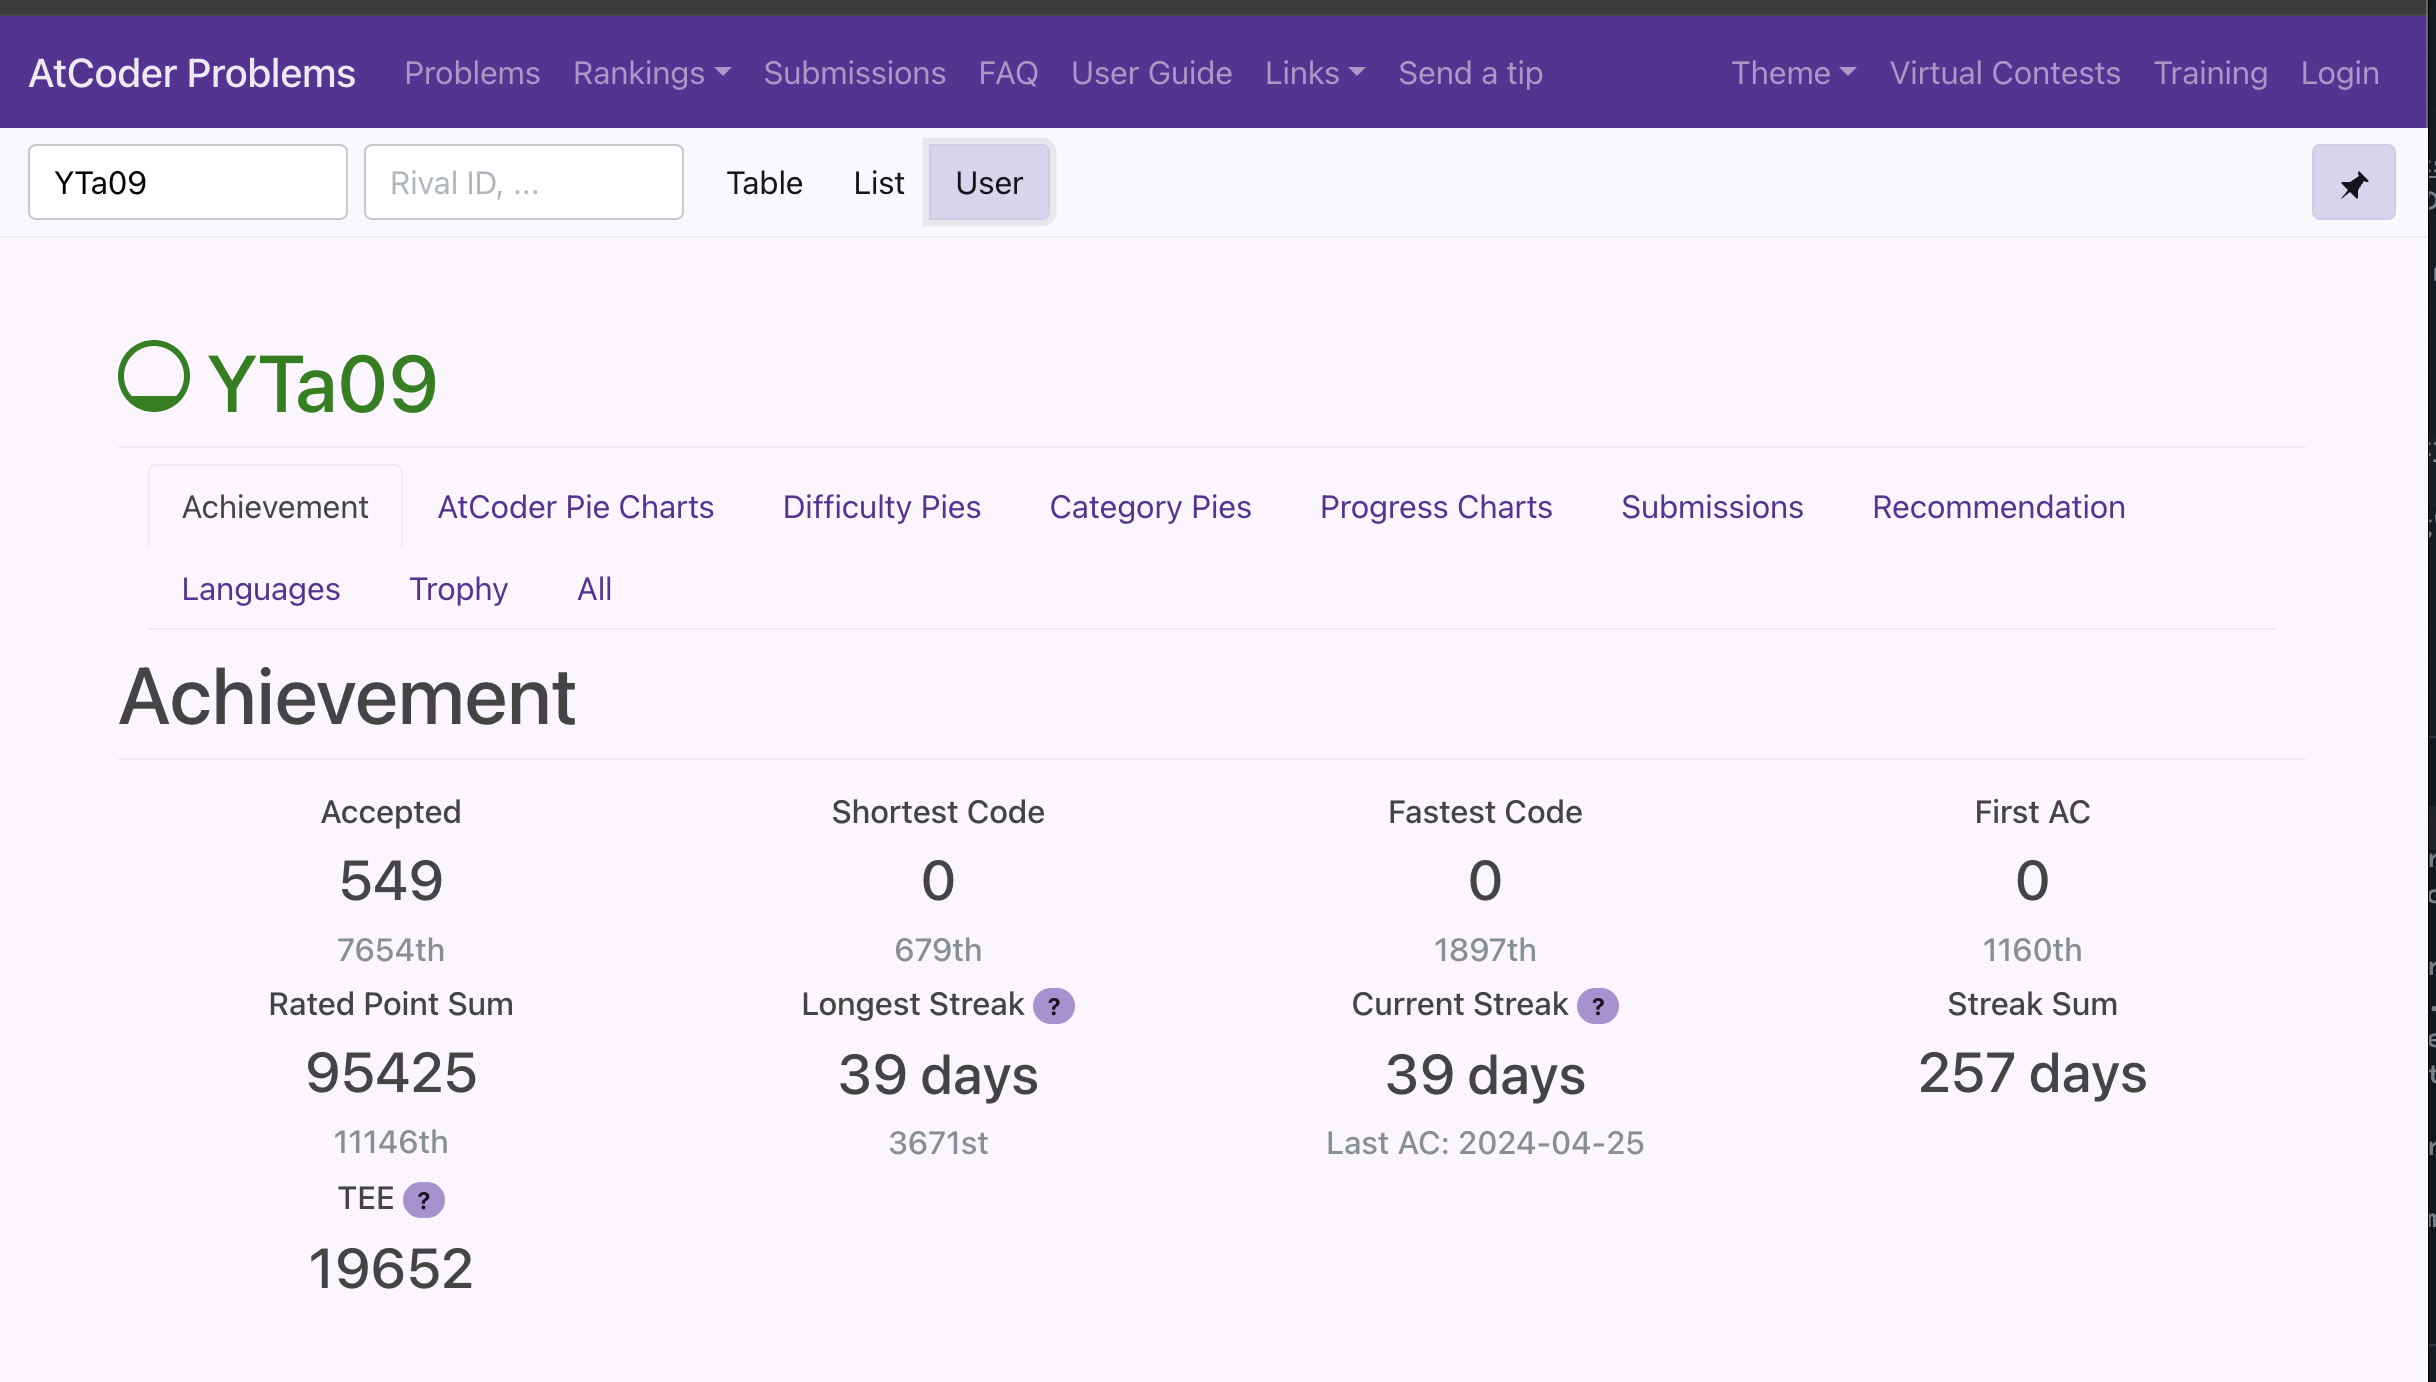 AtCoder Problems Problems Rankings Submissions FAQ User Guide Links Send a tip Theme Virtual Contests Training Login
YTa09 Rival ID, ... Table List User
YTa09
Achievement AtCoder Pie Charts Difficulty Pies Category Pies Progress Charts Submissions Recommendation
Languages Trophy All
Achievement
Accepted Shortest Code Fastest Code First AC
549 0 0 0
7654th 679th 1897th 1160th
Rated Point Sum Longest Streak ? Current Streak ? Streak Sum
95425 39 days 39 days 257 days
11146th 3671st Last AC: 2024-04-25
TEE ?
19652